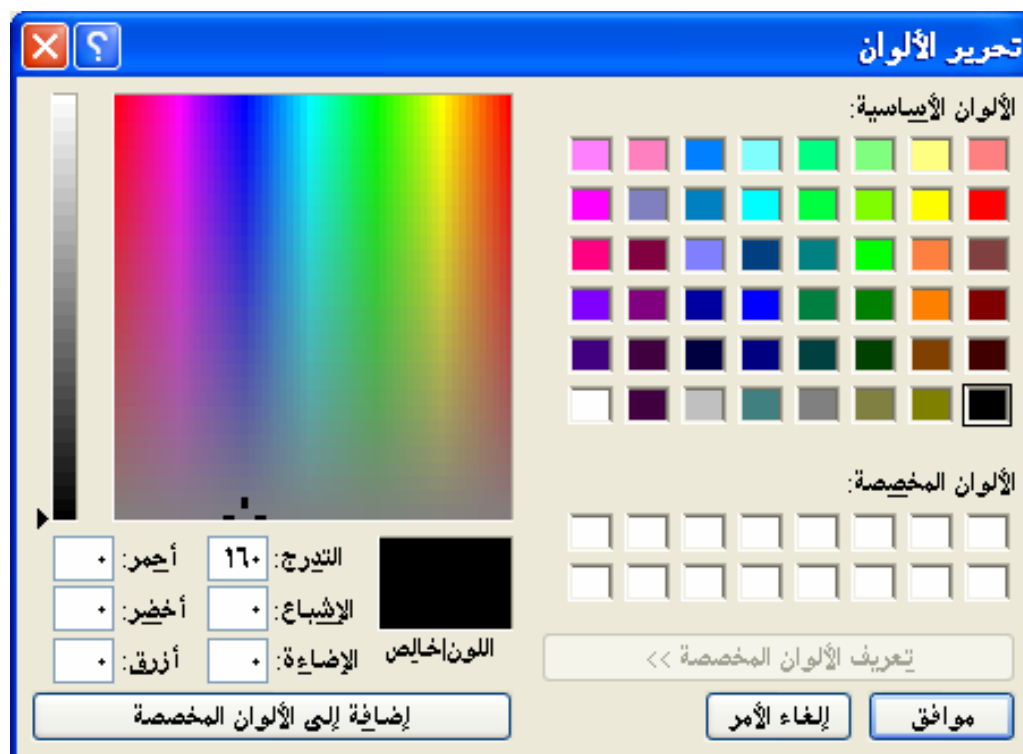 تحرير الألوان
الألوان الأساسية:
الألوان المخصصة:
تعريف الألوان المخصصة >>
موافق
إلغاء الأمر
اللون|خالص
التدرج: ١٦٠
أحمر: ٠
الإشباع: ٠
أخضر: ٠
الإضاءة: ٠
أزرق: ٠
إضافة إلى الألوان المخصصة